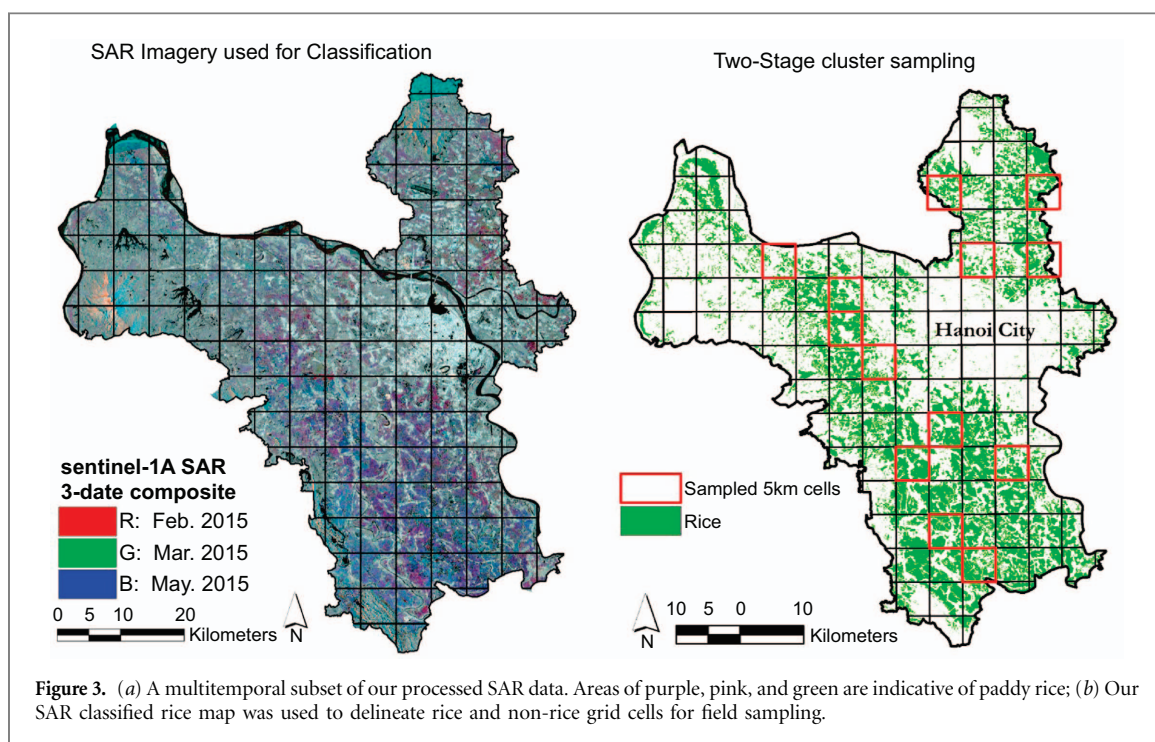 SAR Imagery used for Classification
Two-Stage cluster sampling
Hanoi City
sentinel-1A SAR
3-date composite
R: Feb. 2015
G: Mar. 2015
B: May. 2015
0 5 10 20
Kilometers
N
Sampled 5km cells
Rice
10 5 0 10
Kilometers
N
Figure 3. (a) A multitemporal subset of our processed SAR data. Areas of purple, pink, and green are indicative of paddy rice; (b) Our
SAR classified rice map was used to delineate rice and non-rice grid cells for field sampling.